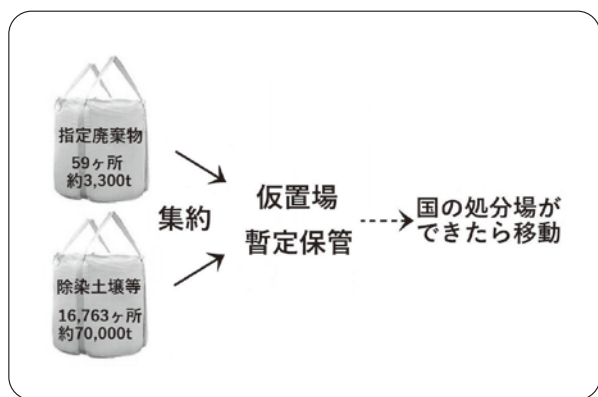 指定廃棄物
59ヶ所
約3,300t
集約
除染土壌等
16,763ヶ所
約70,000t
仮置場
暫定保管
国の処分場が
できたら移動